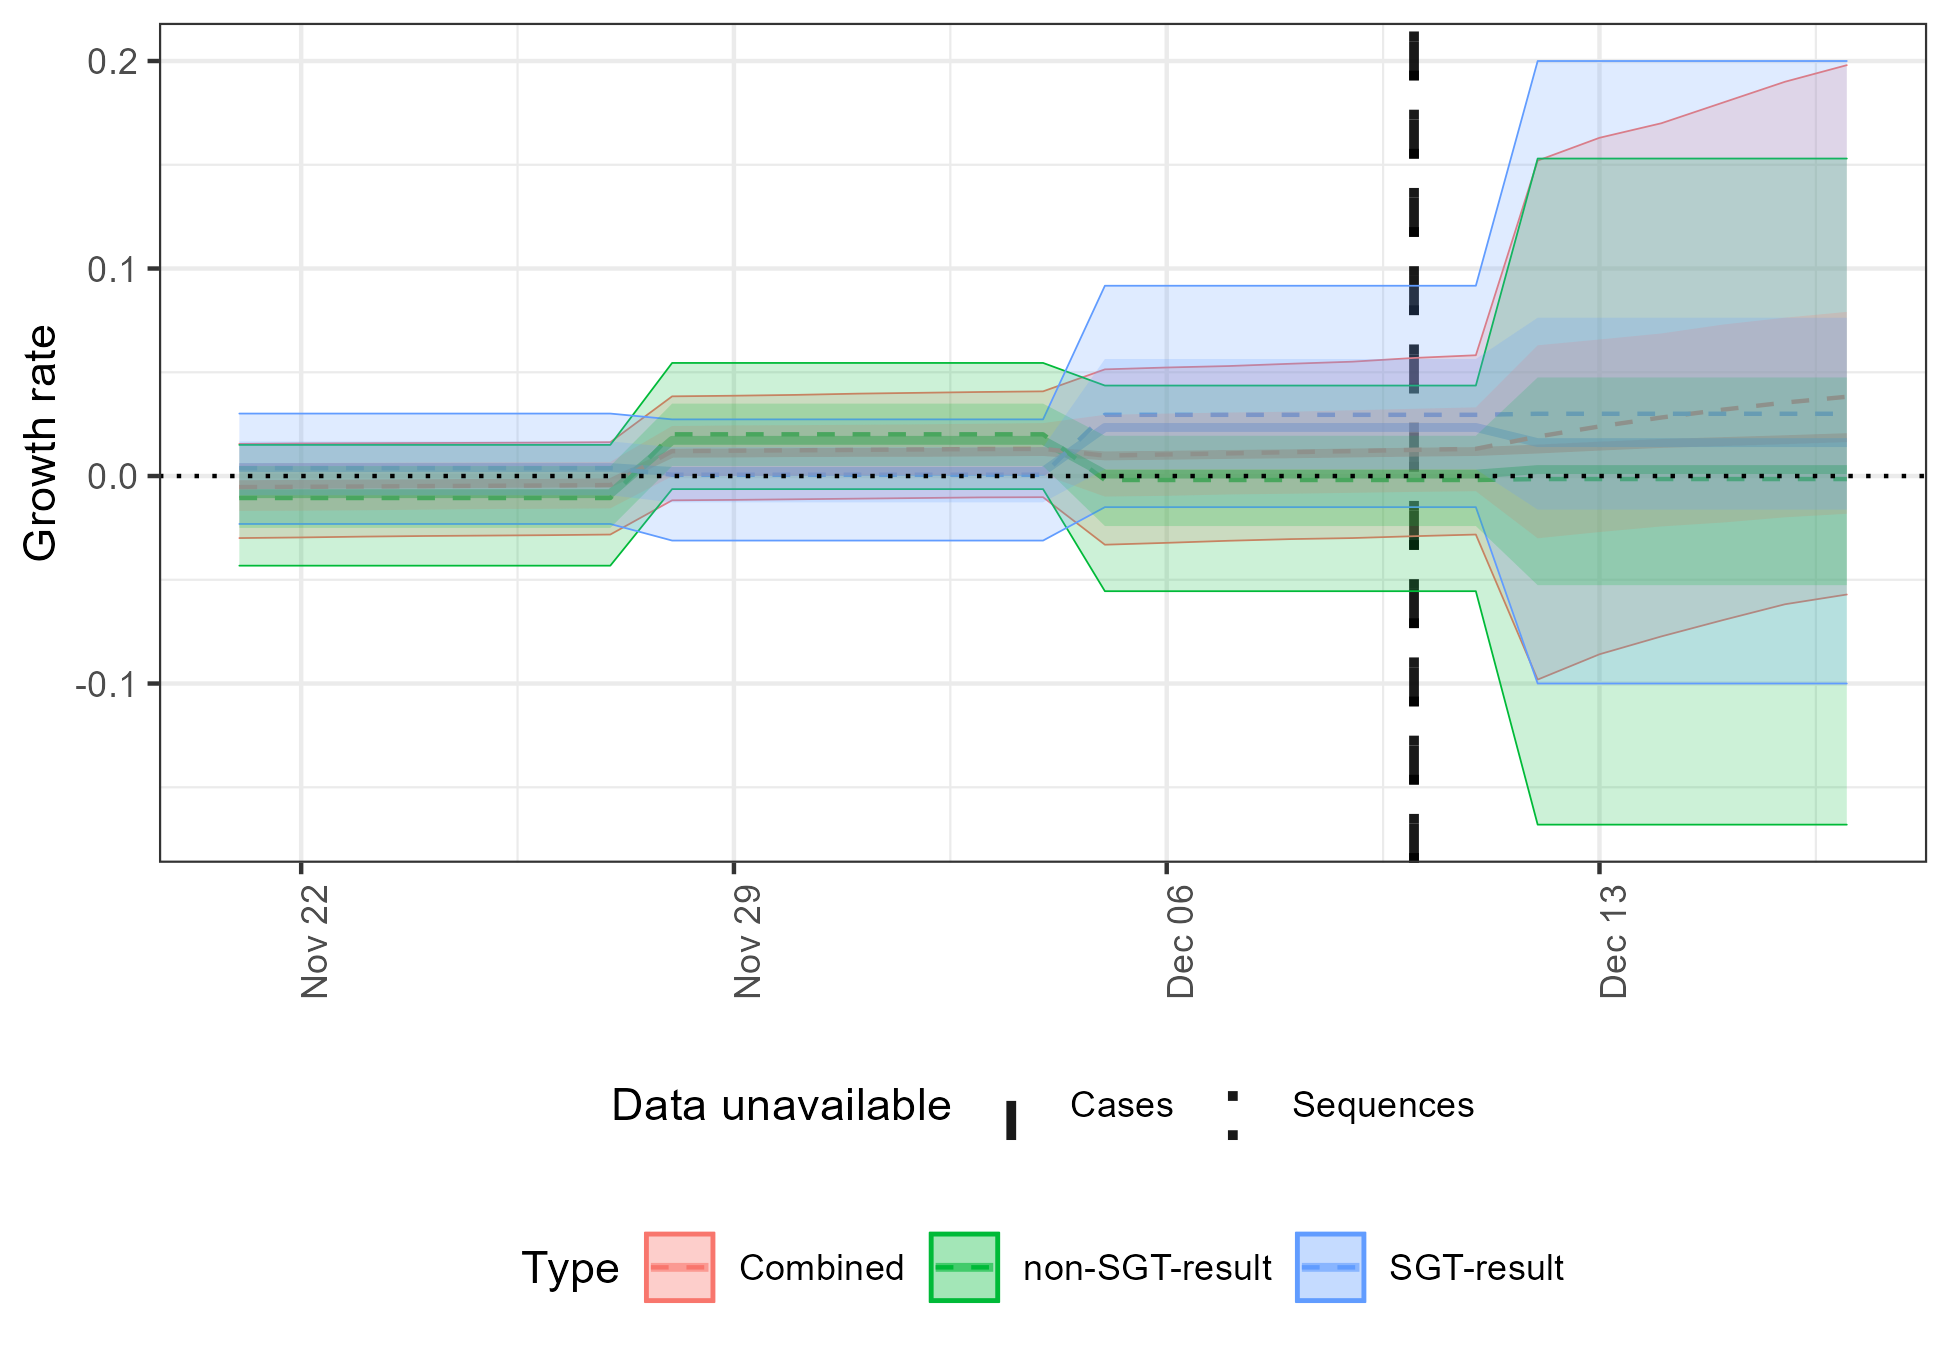 0.2
0.1
0.0
-0.1
Growth rate
Nov 22
Nov 29
Dec 06
Dec 13
Data unavailable Cases Sequences
Type Combined non-SGT-result SGT-result